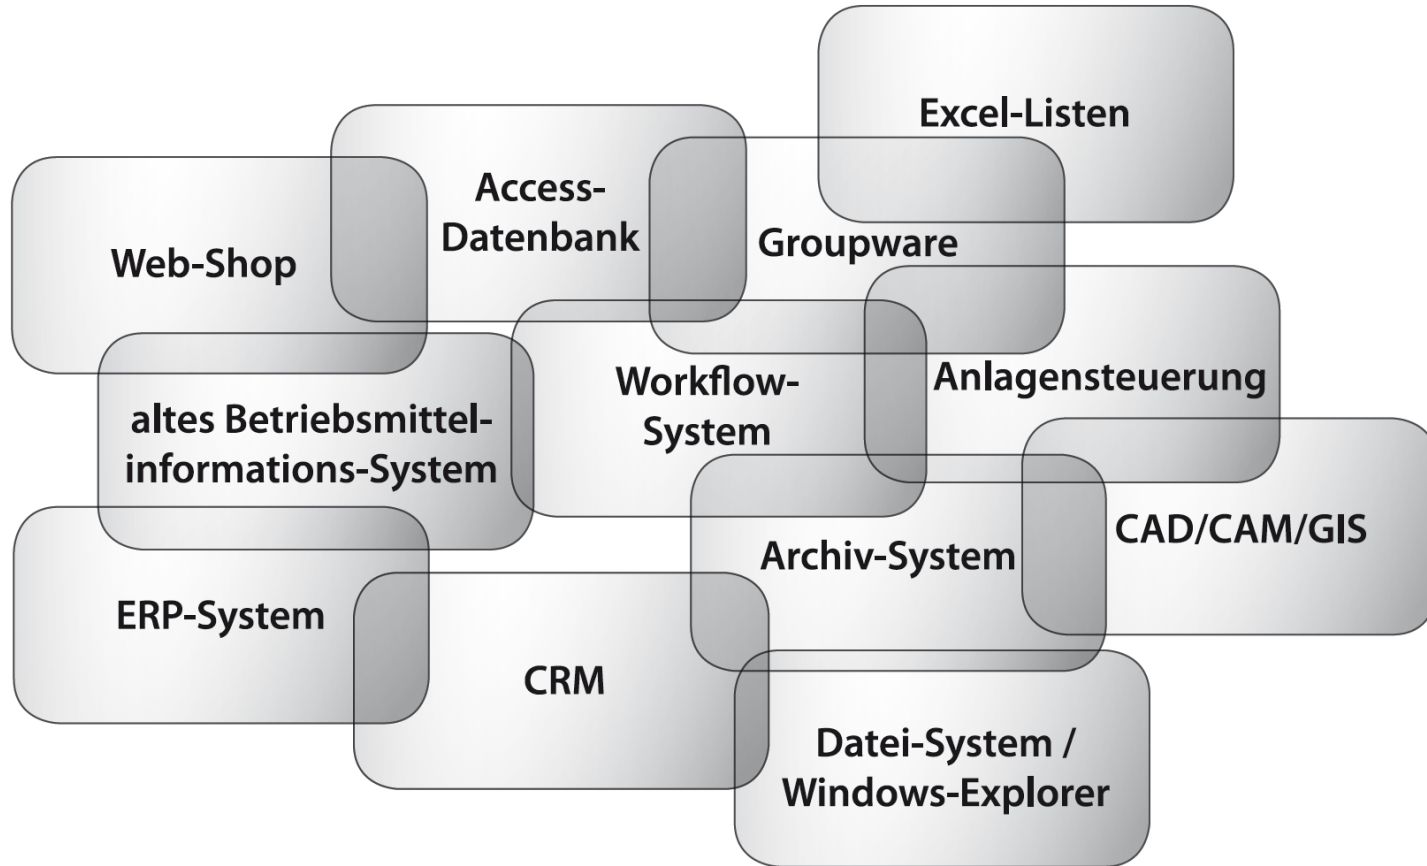 Excel-Listen
Access-
Datenbank
Groupware
Web-Shop
Workflow-
System
Anlagensteuerung
altes Betriebsmittel-
informations-System
CAD/CAM/GIS
Archiv-System
ERP-System
CRM
Datei-System /
Windows-Explorer